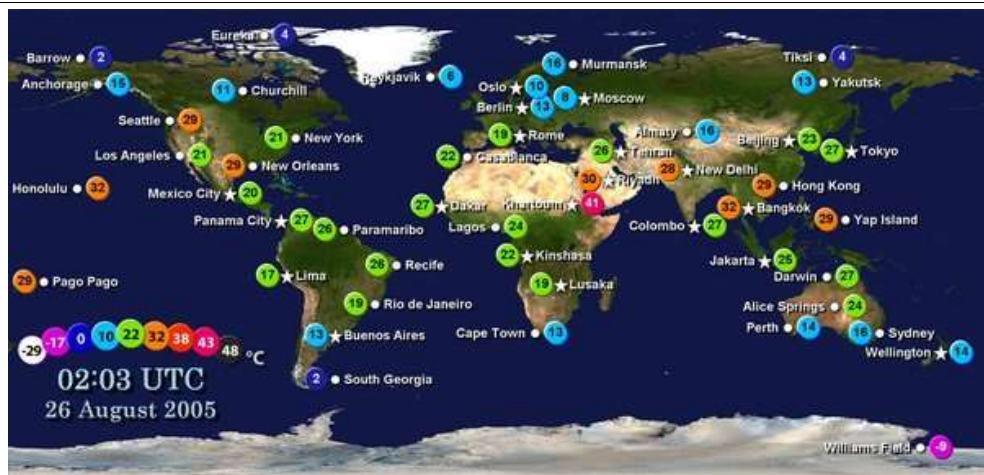 Eureka 4
Barrow 2
Tiksi 4
16 Murmansk
Reykjavik 6
Anchorage 15
11 Churchill
Oslo 10
13 Yakutsk
8 Moscow
Berlin 13
Seattle 29
21 New York
19 Rome
Almaty 16
Beijing 23
27 Tokyo
Los Angeles 21
22 Casablanca
26 Tehran
29 New Orleans
28 New Delhi
Honolulu 32
30 Riyadh
29 Hong Kong
Mexico City 20
27 Dakar
Khartoum 41
32 Bangkok
Panama City 27
26 Paramaribo
Lagos 24
Colombo 27
29 Yap Island
22 Kinshasa
Jakarta 25
26 Recife
17 Lima
Darwin 27
29 Pago Pago
19 Lusaka
19 Rio de Janeiro
Alice Springs 24
13 Buenos Aires
Cape Town 13
Perth 14
16 Sydney
Wellington 14
-29 -17 0 10 22 32 38 43 48 °C
02:03 UTC
26 August 2005
2 South Georgia
Williams Field -9